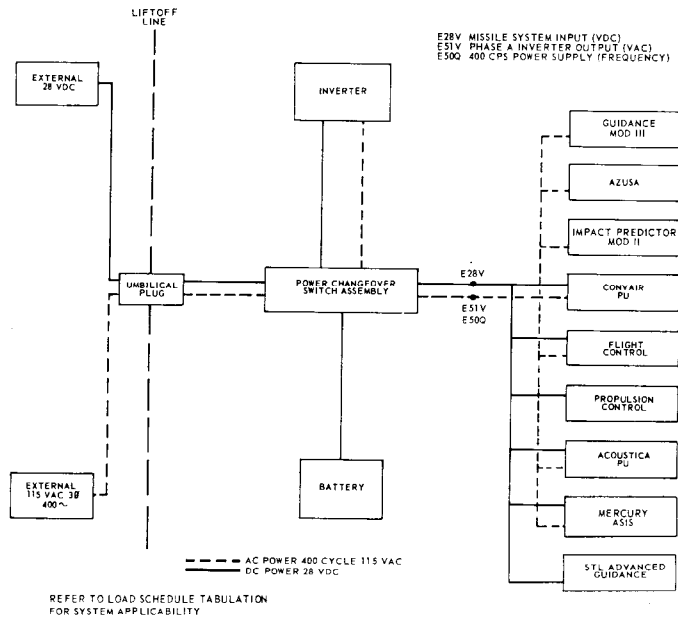 LIFTOFF
LINE
E28V MISSILE SYSTEM INPUT (VDC)
E51V PHASE A INVERTER OUTPUT (VAC)
E50Q 400 CPS POWER SUPPLY (FREQUENCY)
EXTERNAL
28 VDC
INVERTER
GUIDANCE
MOD III
AZUSA
IMPACT PREDICTOR
MOD II
UMBILICAL
PLUG
POWER CHANGEOVER
SWITCH ASSEMBLY
E28V
E51V
E50Q
CONVAIR
PU
FLIGHT
CONTROL
PROPULSION
CONTROL
ACOUSTICA
PU
MERCURY
ASIS
STL ADVANCED
GUIDANCE
EXTERNAL
115 VAC 3Ø
400~
BATTERY
AC POWER 400 CYCLE 115 VAC
DC POWER 28 VDC
REFER TO LOAD SCHEDULE TABULATION
FOR SYSTEM APPLICABILITY